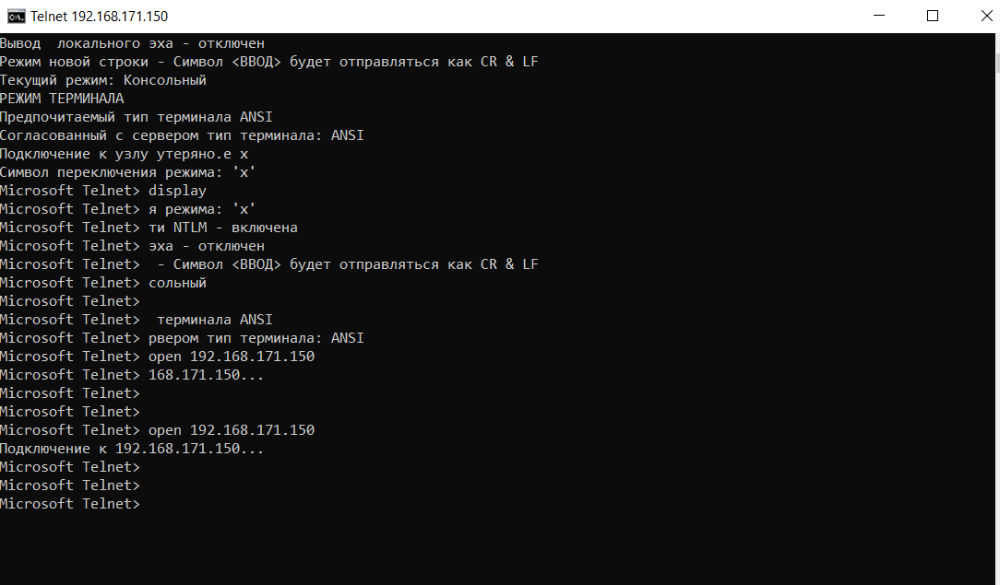 Telnet 192.168.171.150
Вывод  локального эха - отключен
Режим новой строки - Символ <ВВОД> будет отправляться как CR & LF
Текущий режим: Консольный
РЕЖИМ ТЕРМИНАЛА
Предпочитаемый тип терминала ANSI
Согласованный с сервером тип терминала: ANSI
Подключение к узлу утеряно.е x
Символ переключения режима: 'x'
Microsoft Telnet> display
Microsoft Telnet> я режима: 'x'
Microsoft Telnet> ти NTLM - включена
Microsoft Telnet> эха - отключен
Microsoft Telnet>  - Символ <ВВОД> будет отправляться как CR & LF
Microsoft Telnet> сольный
Microsoft Telnet>
Microsoft Telnet>  терминала ANSI
Microsoft Telnet> рвером тип терминала: ANSI
Microsoft Telnet> open 192.168.171.150
Microsoft Telnet> 168.171.150...
Microsoft Telnet>
Microsoft Telnet>
Microsoft Telnet> open 192.168.171.150
Подключение к 192.168.171.150...
Microsoft Telnet>
Microsoft Telnet>
Microsoft Telnet>